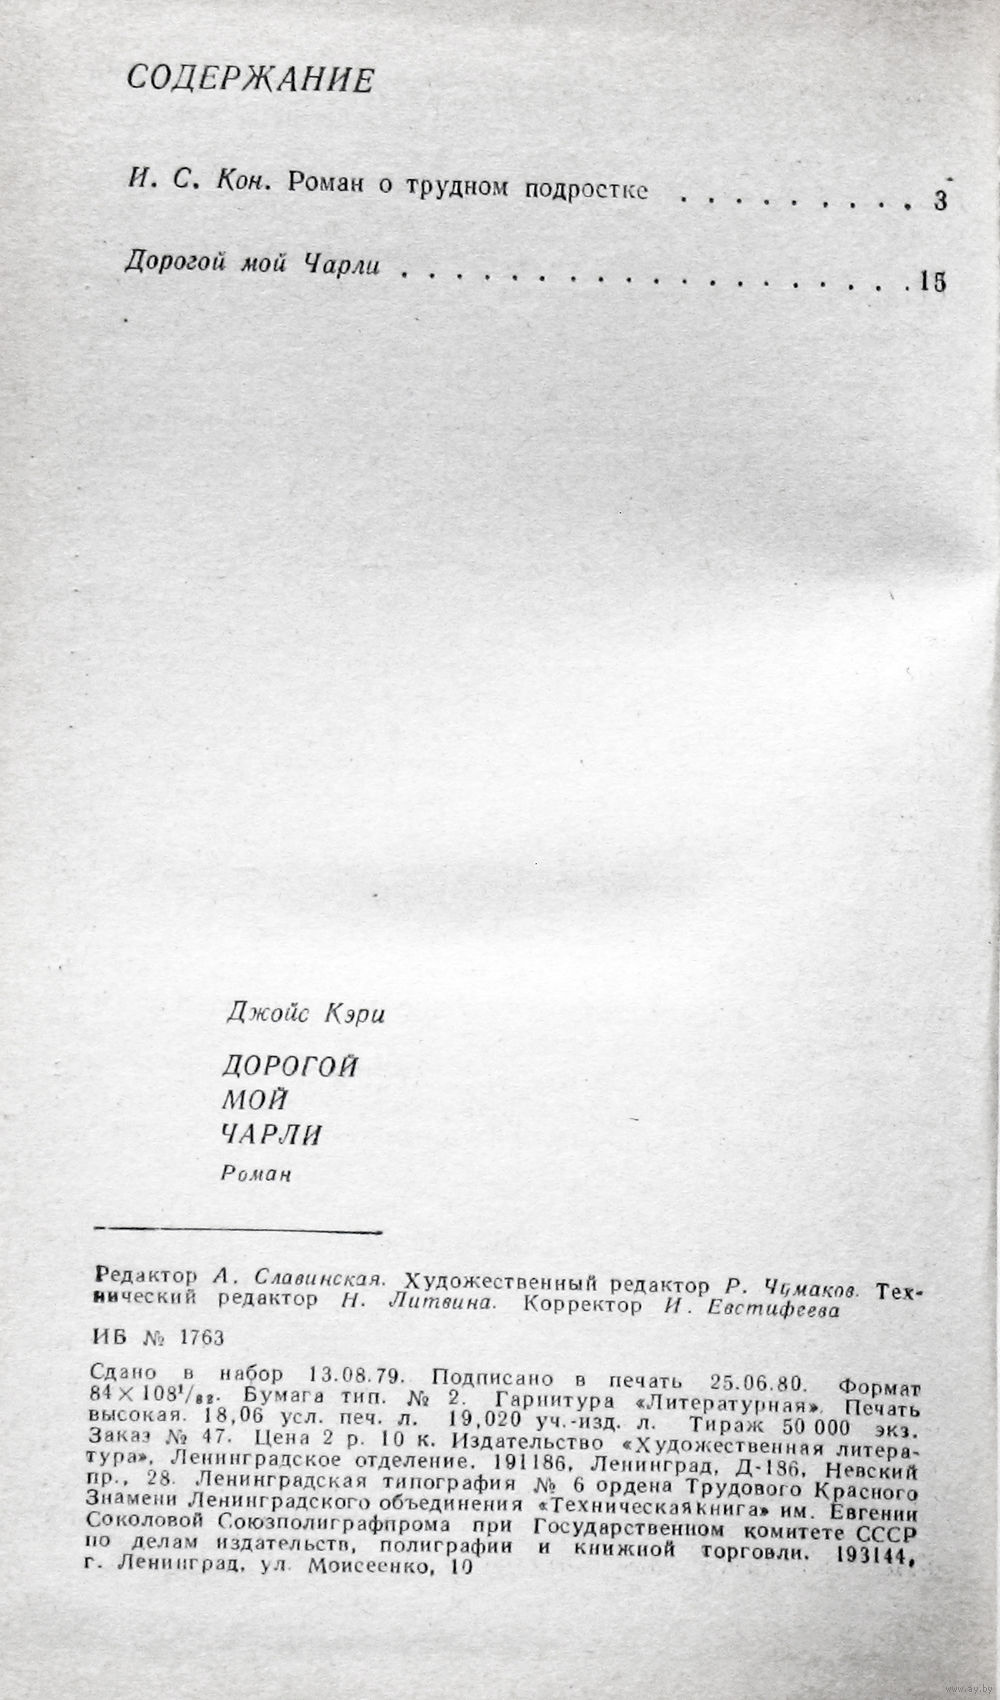 СОДЕРЖАНИЕ
И. С. Кон. Роман о трудном подростке . . . . . . . . . 3
Дорогой мой Чарли . . . . . . . . . . . . . . . . . . . 15
Джойс Кэри
ДОРОГОЙ
МОЙ
ЧАРЛИ
Роман
Редактор А. Славинская. Художественный редактор Р. Чумаков. Тех-
нический редактор Н. Литвина. Корректор И. Евстифеева
ИБ № 1763
Сдано в набор 13.08.79. Подписано в печать 25.06.80. Формат
84×108¹/₃₂. Бумага тип. № 2. Гарнитура «Литературная». Печать
высокая. 18,06 усл. печ. л. 19,020 уч.-изд. л. Тираж 50 000 экз.
Заказ № 47. Цена 2 р. 10 к. Издательство «Художественная литера-
тура», Ленинградское отделение. 191186, Ленинград, Д-186, Невский
пр., 28. Ленинградская типография № 6 ордена Трудового Красного
Знамени Ленинградского объединения «Техническая книга» им. Евгении
Соколовой Союзполиграфпрома при Государственном комитете СССР
по делам издательств, полиграфии и книжной торговли. 193144,
г. Ленинград, ул. Моисеенко, 10
www.ay.by